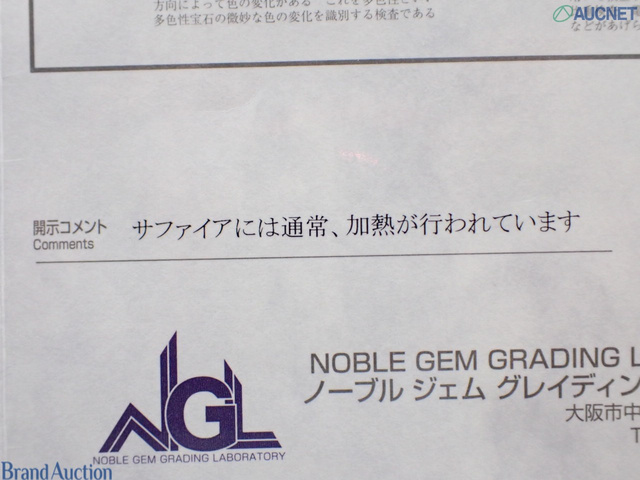 方向によって色の変化がある
多色性宝石の微妙な色の変化を識別する検査である
などがあげら
AUCNET
開示コメント サファイアには通常、加熱が行われています
Comments
NOBLE GEM GRADING L
ノーブル ジェム グレイディン
大阪市中
T
NGL
NOBLE GEM GRADING LABORATORY
Brand Auction